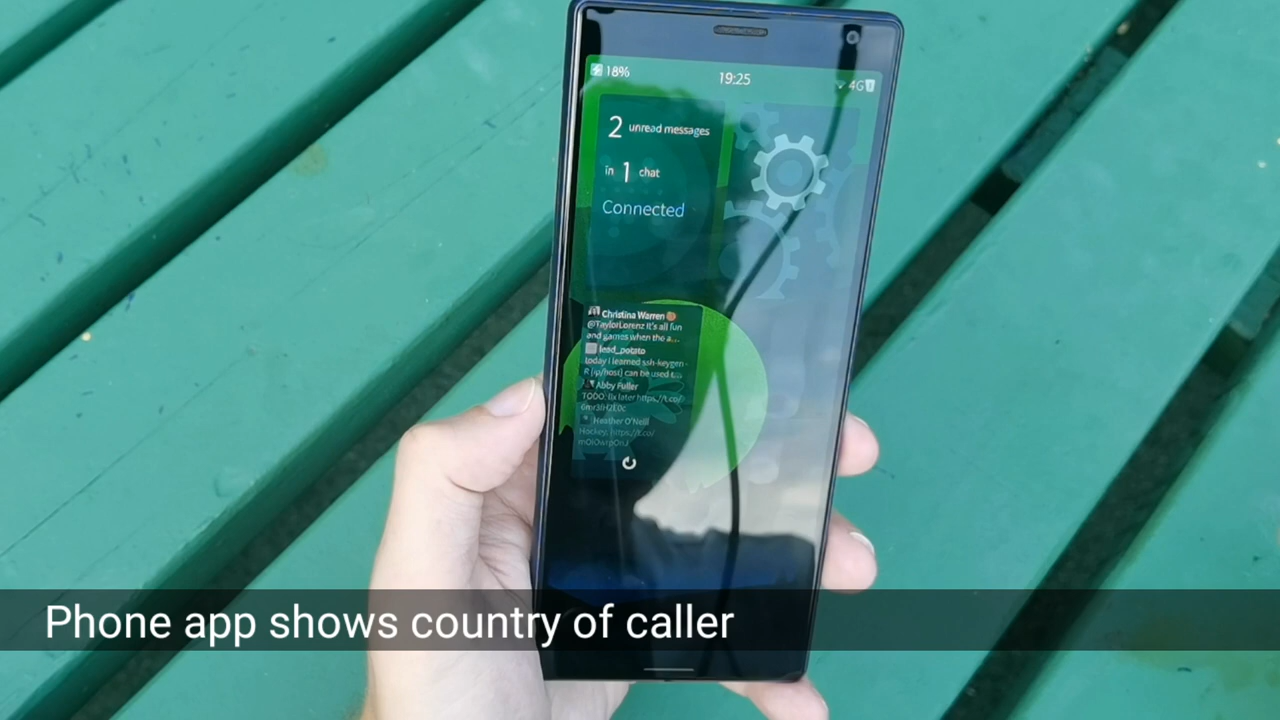 18%
19:25
4G
2 unread messages
in 1 chat
Connected
Christina Warren
@TaylorLorenz It's all fun
and games when the a...
lead_potato
today i learned ssh-keygen -
R (ip/host) can be used t...
Abby Fuller
TODO: fix later https://t.co/
Heather O'Neill
Hockey. https://t.co/
Phone app shows country of caller